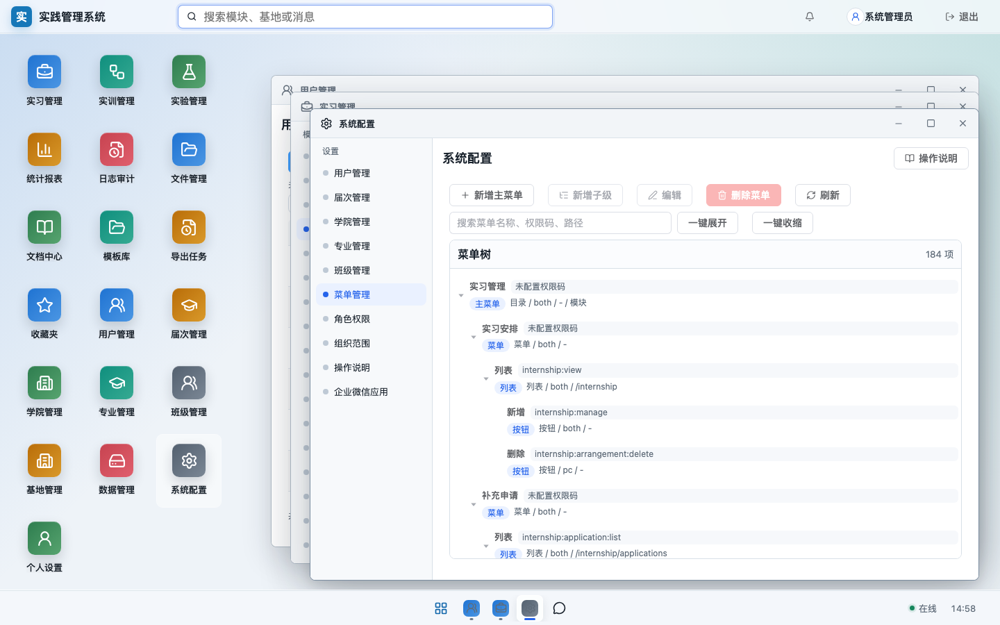 实 实践管理系统
搜索模块、基地或消息
系统管理员
退出
实习管理
实训管理
实验管理
统计报表
日志审计
文件管理
文档中心
模板库
导出任务
收藏夹
用户管理
届次管理
学院管理
专业管理
班级管理
基地管理
数据管理
系统配置
个人设置
用户管理
用
实习管理
模
系统配置
设置
用户管理
届次管理
学院管理
专业管理
班级管理
菜单管理
角色权限
组织范围
操作说明
企业微信应用
系统配置
操作说明
新增主菜单
新增子级
编辑
删除菜单
刷新
搜索菜单名称、权限码、路径
一键展开
一键收缩
菜单树
184 项
实习管理 未配置权限码
主菜单 目录 / both / - / 模块
实习安排 未配置权限码
菜单 菜单 / both / -
列表 internship:view
列表 列表 / both / /internship
新增 internship:manage
按钮 按钮 / both / -
删除 internship:arrangement:delete
按钮 按钮 / pc / -
补充申请 未配置权限码
菜单 菜单 / both / -
列表 internship:application:list
列表 列表 / both / /internship/applications
在线
14:58